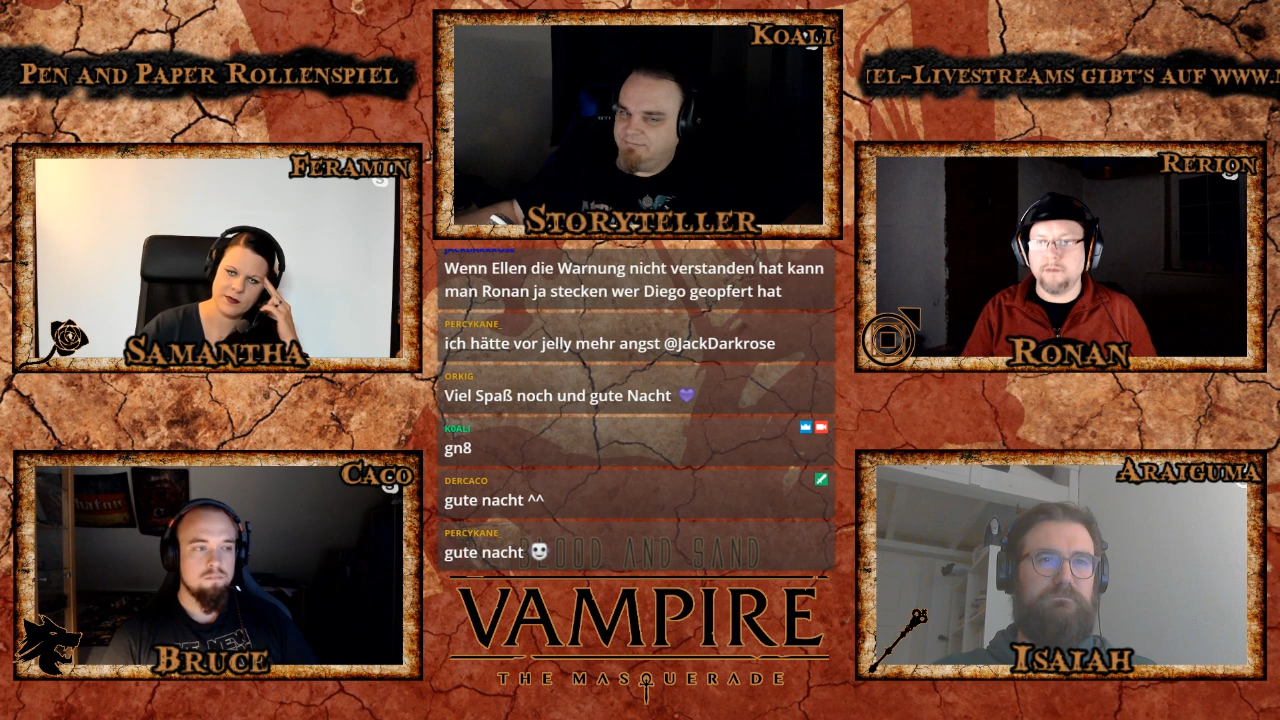 PEN AND PAPER ROLLENSPIEL
KOALI
STORYTELLER
EL-LIVESTREAMS GIBT'S AUF WWW.
FERAMIN
SAMANTHA
RERION
RONAN
JACKDARKROSE
Wenn Ellen die Warnung nicht verstanden hat kann
man Ronan ja stecken wer Diego geopfert hat
PERCYKANE_
ich hätte vor jelly mehr angst @JackDarkrose
ORKIG
Viel Spaß noch und gute Nacht 💜
K0ALI
gn8
DERCACO
gute nacht ^^
PERCYKANE_
gute nacht
CACO
BRUCE
ARAIGUMA
ISAIAH
BLOOD AND SAND
VAMPIRE
THE MASQUERADE